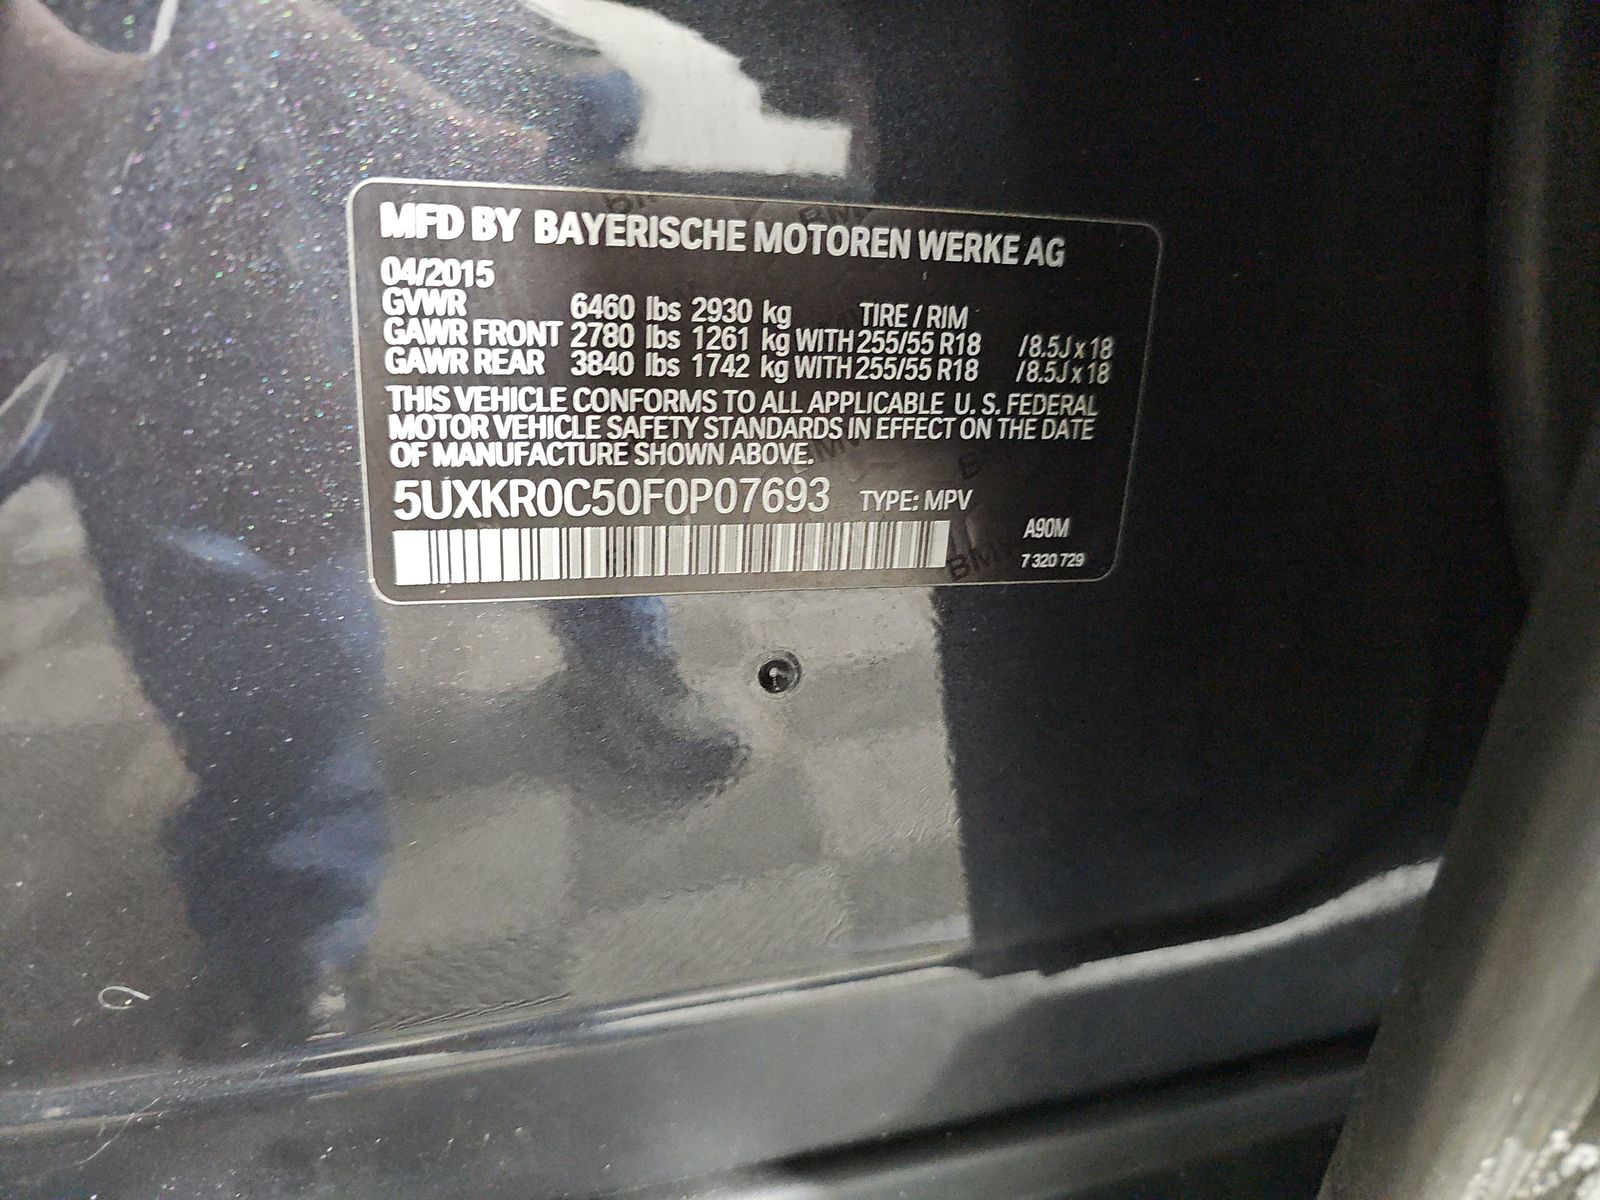 MFD BY BAYERISCHE MOTOREN WERKE AG
04/2015
GVWR 6460 lbs 2930 kg TIRE / RIM
GAWR FRONT 2780 lbs 1261 kg WITH 255/55 R18 /8.5J x 18
GAWR REAR 3840 lbs 1742 kg WITH 255/55 R18 /8.5J x 18
THIS VEHICLE CONFORMS TO ALL APPLICABLE U. S. FEDERAL
MOTOR VEHICLE SAFETY STANDARDS IN EFFECT ON THE DATE
OF MANUFACTURE SHOWN ABOVE.
5UXKR0C50F0P07693 TYPE: MPV
A90M
7 320 729